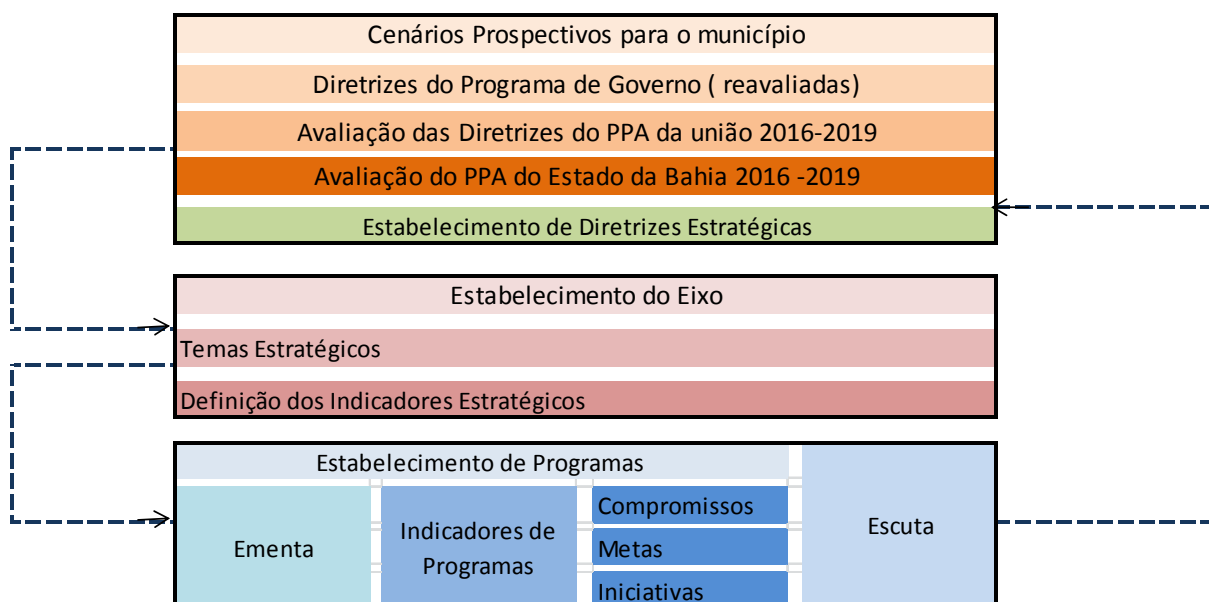 Cenários Prospectivos para o município
Diretrizes do Programa de Governo ( reavaliadas)
Avaliação das Diretrizes do PPA da união 2016-2019
Avaliação do PPA do Estado da Bahia 2016 -2019
Estabelecimento de Diretrizes Estratégicas
Estabelecimento do Eixo
Temas Estratégicos
Definição dos Indicadores Estratégicos
Estabelecimento de Programas
Ementa
Indicadores de
Programas
Compromissos
Metas
Iniciativas
Escuta